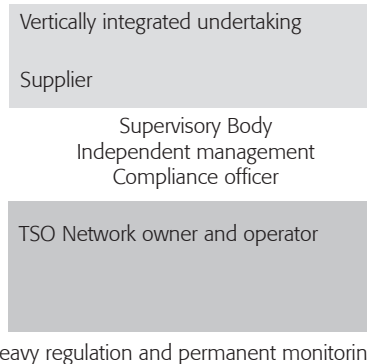 Vertically integrated undertaking
Supplier
Supervisory Body
Independent management
Compliance officer
TSO Network owner and operator
eavy regulation and permanent monitorin